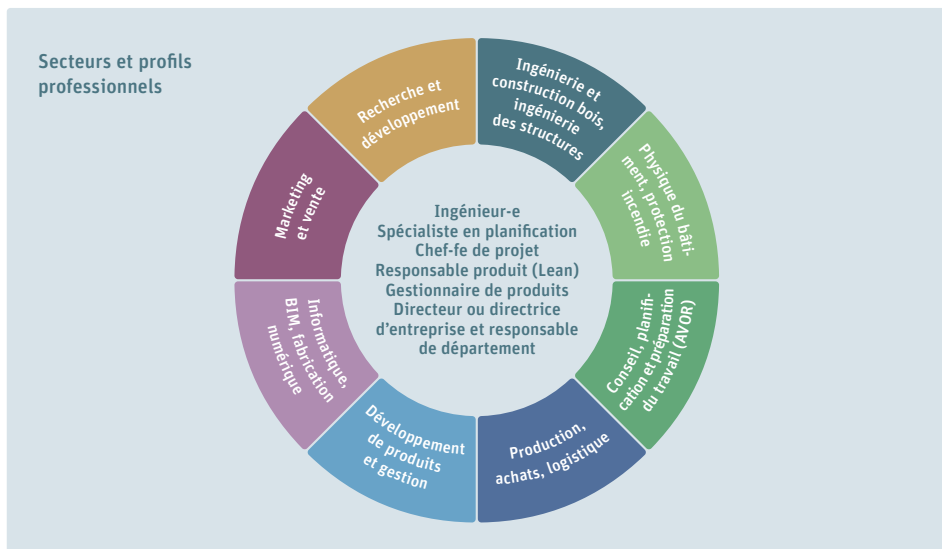 Secteurs et profils
professionnels
Ingénierie et
construction bois,
ingénierie
des structures
Physique du bâti-
ment, protection
incendie
Conseil, planifi-
cation et préparation
du travail (AVOR)
Production,
achats, logistique
Développement
de produits
et gestion
Informatique,
BIM, fabrication
numérique
Marketing
et vente
Recherche et
développement
Ingénieur-e
Spécialiste en planification
Chef-fe de projet
Responsable produit (Lean)
Gestionnaire de produits
Directeur ou directrice
d'entreprise et responsable
de département